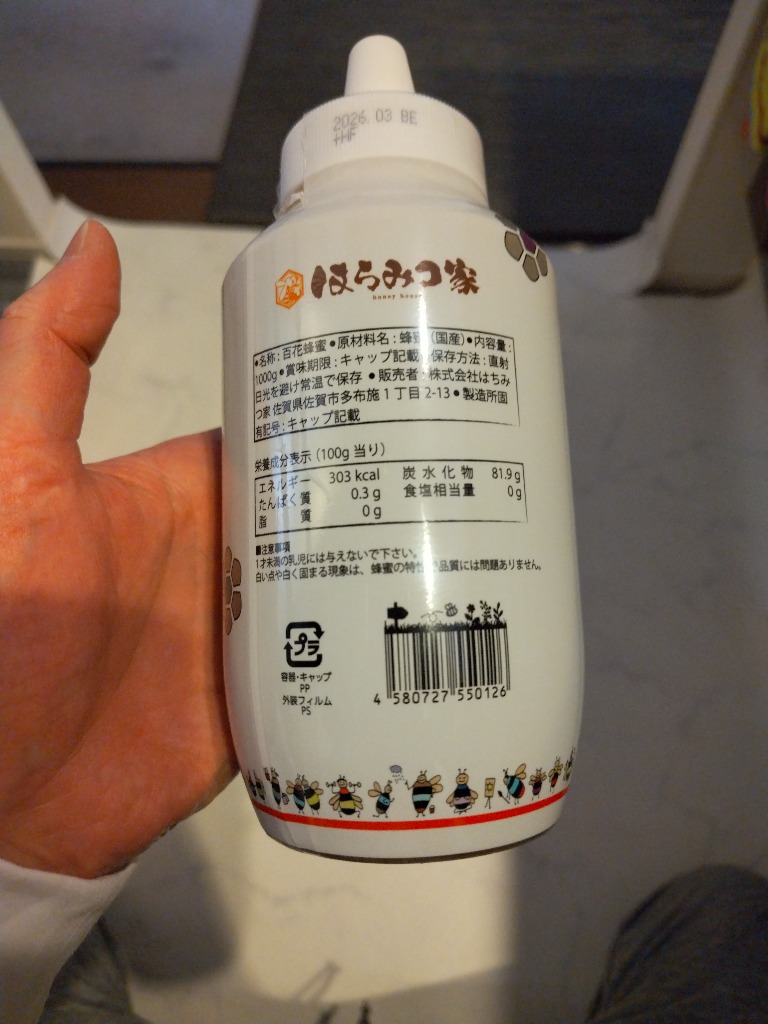 2026.03 BE
+HF
はちみつ家
honey house
•名称:百花蜂蜜•原材料名:蜂蜜(国産)•内容量:
1000g•賞味期限:キャップ記載•保存方法:直射
日光を避け常温で保存 •販売者:株式会社はちみ
つ家 佐賀県佐賀市多布施1丁目2-13•製造所固
有記号:キャップ記載
栄養成分表示 (100g 当り)
エネルギー 303 kcal 炭水化物 81.9g
たんぱく質 0.3g 食塩相当量 0g
脂質 0g
■注意事項
1才未満の乳児には与えないで下さい。
白い点や白く固まる現象は、蜂蜜の特性で品質には問題ありません。
プラ
容器・キャップ
PP
外装フィルム
PS
4 580727 550126